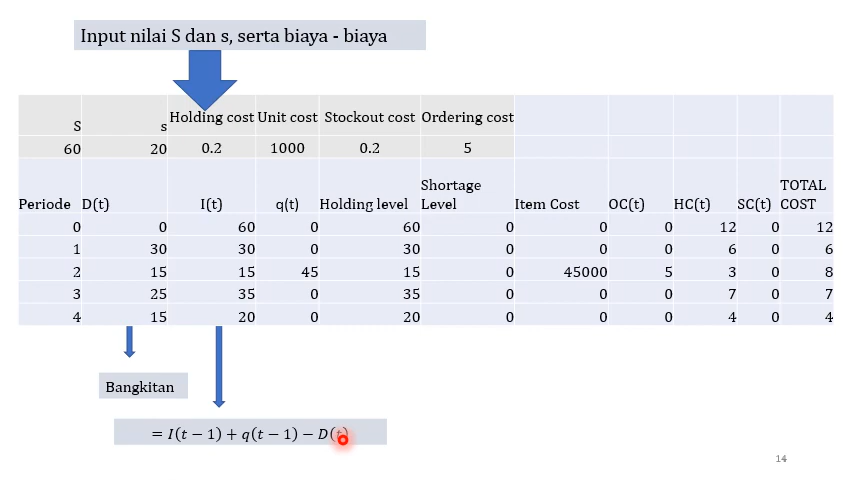 Input nilai S dan s, serta biaya - biaya
S s Holding cost Unit cost Stockout cost Ordering cost
60 20 0.2 1000 0.2 5
Periode D(t) I(t) q(t) Holding level Shortage Level Item Cost OC(t) HC(t) SC(t) TOTAL COST
0 0 60 0 60 0 0 0 12 0 12
1 30 30 0 30 0 0 0 6 0 6
2 15 15 45 15 0 45000 5 3 0 8
3 25 35 0 35 0 0 0 7 0 7
4 15 20 0 20 0 0 0 4 0 4
Bangkitan
= I(t − 1) + q(t − 1) − D(t)
14